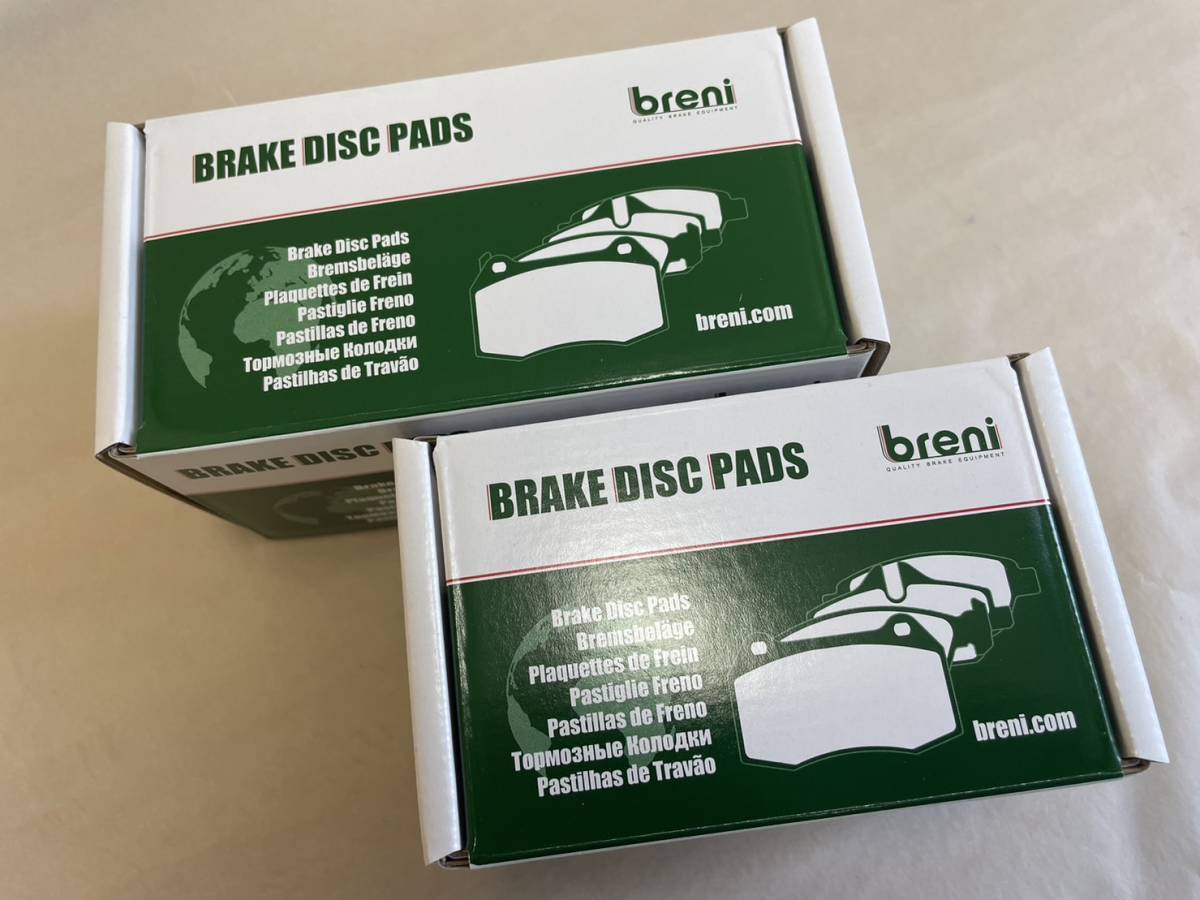 BRAKE DISC PADS
breni
QUALITY BRAKE EQUIPMENT
Brake Disc Pads
Bremsbeläge
Plaquettes de Frein
Pastiglie Freno
Pastillas de Freno
Тормозные Колодки
Pastilhas de Travão
breni.com
BRAKE DISC
BRAKE DISC PADS
breni
QUALITY BRAKE EQUIPMENT
Brake Disc Pads
Bremsbeläge
Plaquettes de Frein
Pastiglie Freno
Pastillas de Freno
Тормозные Колодки
Pastilhas de Travão
breni.com